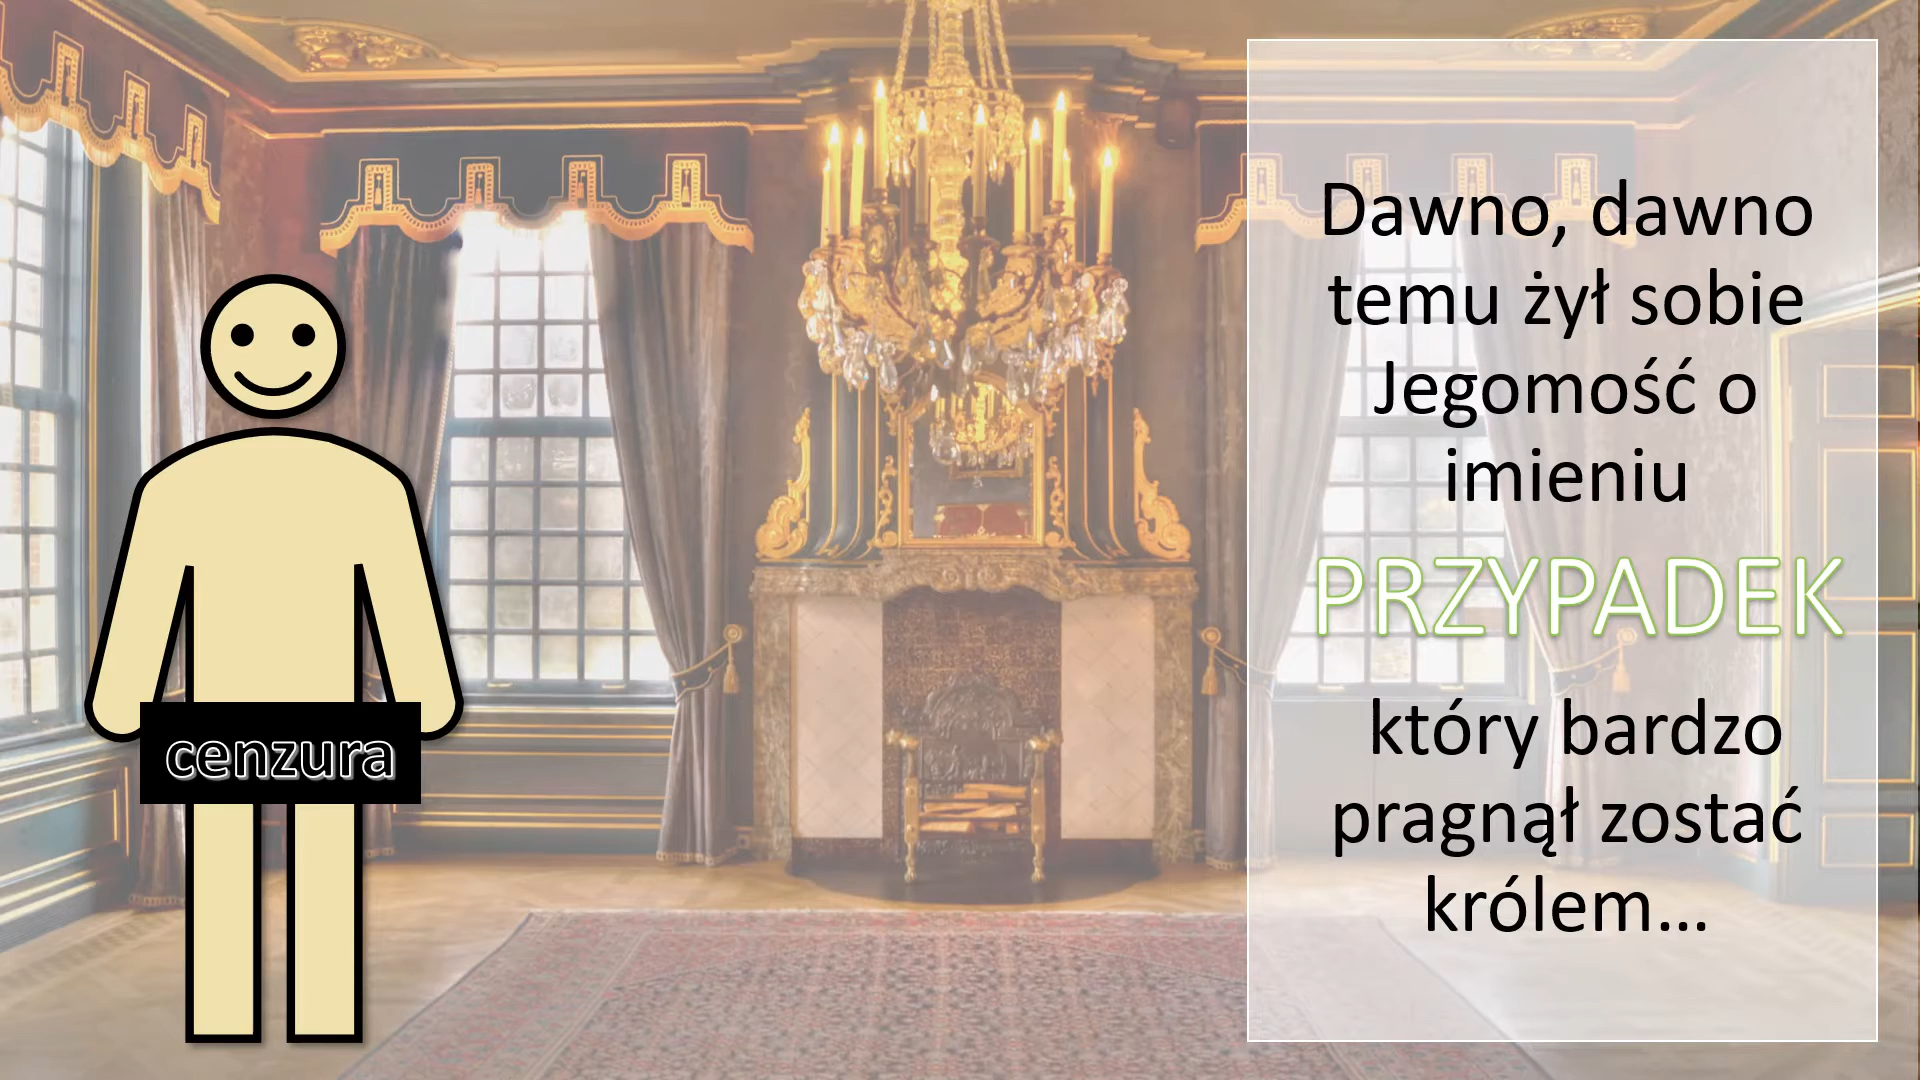 cenzura
Dawno, dawno
temu żył sobie
Jegomość o
imieniu
PRZYPADEK
który bardzo
pragnął zostać
królem...